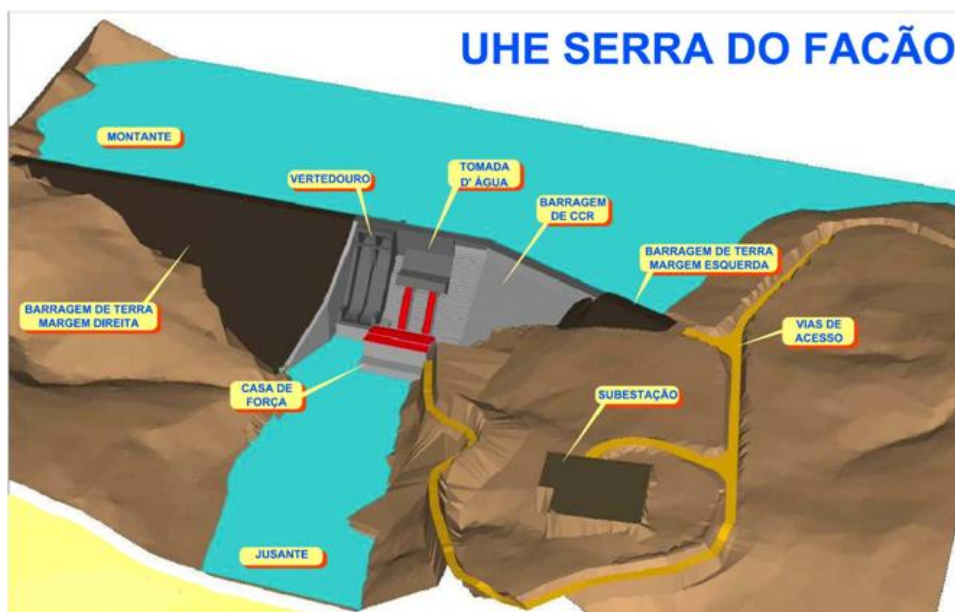 UHE SERRA DO FACÃO
MONTANTE
VERTEDOURO
TOMADA
D' ÁGUA
BARRAGEM
DE CCR
BARRAGEM DE TERRA
MARGEM ESQUERDA
BARRAGEM DE TERRA
MARGEM DIREITA
VIAS DE
ACESSO
CASA DE
FORÇA
SUBESTAÇÃO
JUSANTE